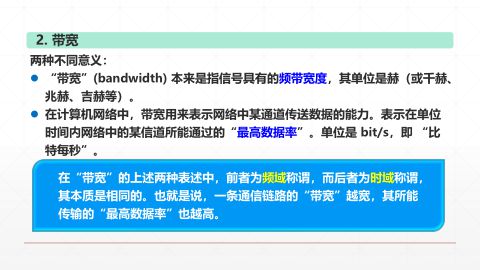 2. 带宽
两种不同意义：
“带宽”(bandwidth) 本来是指信号具有的频带宽度，其单位是赫（或千赫、
兆赫、吉赫等）。
在计算机网络中，带宽用来表示网络中某通道传送数据的能力。表示在单位
时间内网络中的某信道所能通过的“最高数据率”。单位是 bit/s，即 “比
特每秒”。
在“带宽”的上述两种表述中，前者为频域称谓，而后者为时域称谓，
其本质是相同的。也就是说，一条通信链路的“带宽”越宽，其所能
传输的“最高数据率”也越高。